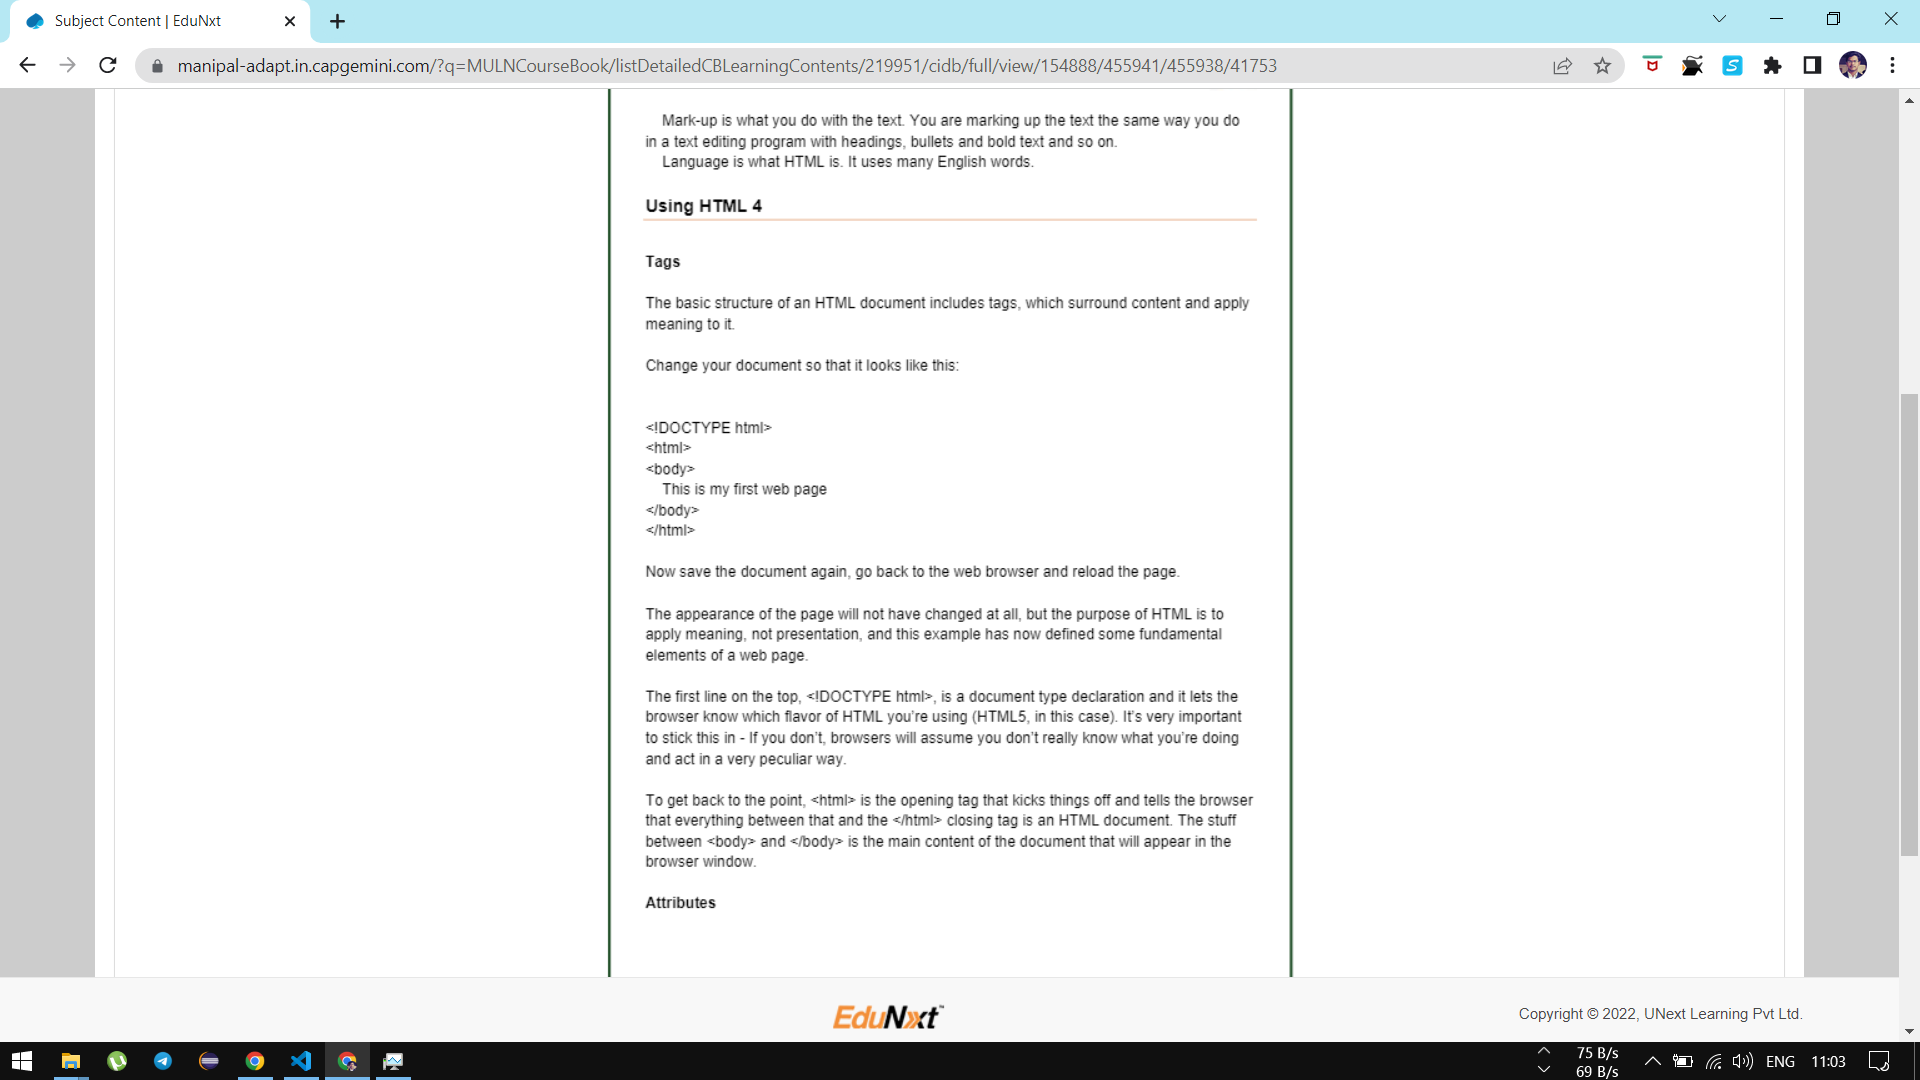 Subject Content | EduNxt
manipal-adapt.in.capgemini.com/?q=MULNCourseBook/listDetailedCBLearningContents/219951/cidb/full/view/154888/455941/455938/41753
Mark-up is what you do with the text. You are marking up the text the same way you do
in a text editing program with headings, bullets and bold text and so on.
Language is what HTML is. It uses many English words.
Using HTML 4
Tags
The basic structure of an HTML document includes tags, which surround content and apply
meaning to it.
Change your document so that it looks like this:
<!DOCTYPE html>
<html>
<body>
This is my first web page
</body>
</html>
Now save the document again, go back to the web browser and reload the page.
The appearance of the page will not have changed at all, but the purpose of HTML is to
apply meaning, not presentation, and this example has now defined some fundamental
elements of a web page.
The first line on the top, <!DOCTYPE html>, is a document type declaration and it lets the
browser know which flavor of HTML you're using (HTML5, in this case). It's very important
to stick this in - If you don't, browsers will assume you don't really know what you're doing
and act in a very peculiar way.
To get back to the point, <html> is the opening tag that kicks things off and tells the browser
that everything between that and the </html> closing tag is an HTML document. The stuff
between <body> and </body> is the main content of the document that will appear in the
browser window.
Attributes
EduNxt™
Copyright © 2022, UNext Learning Pvt Ltd.
75 B/s
69 B/s
ENG
11:03